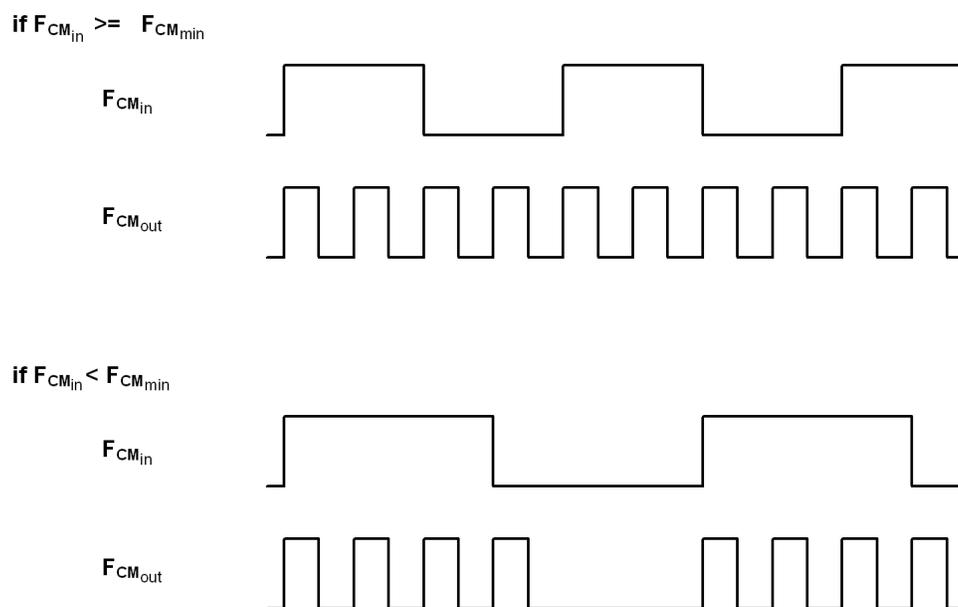 if FCMin >= FCMmin
FCMin
FCMout
if FCMin < FCMmin
FCMin
FCMout